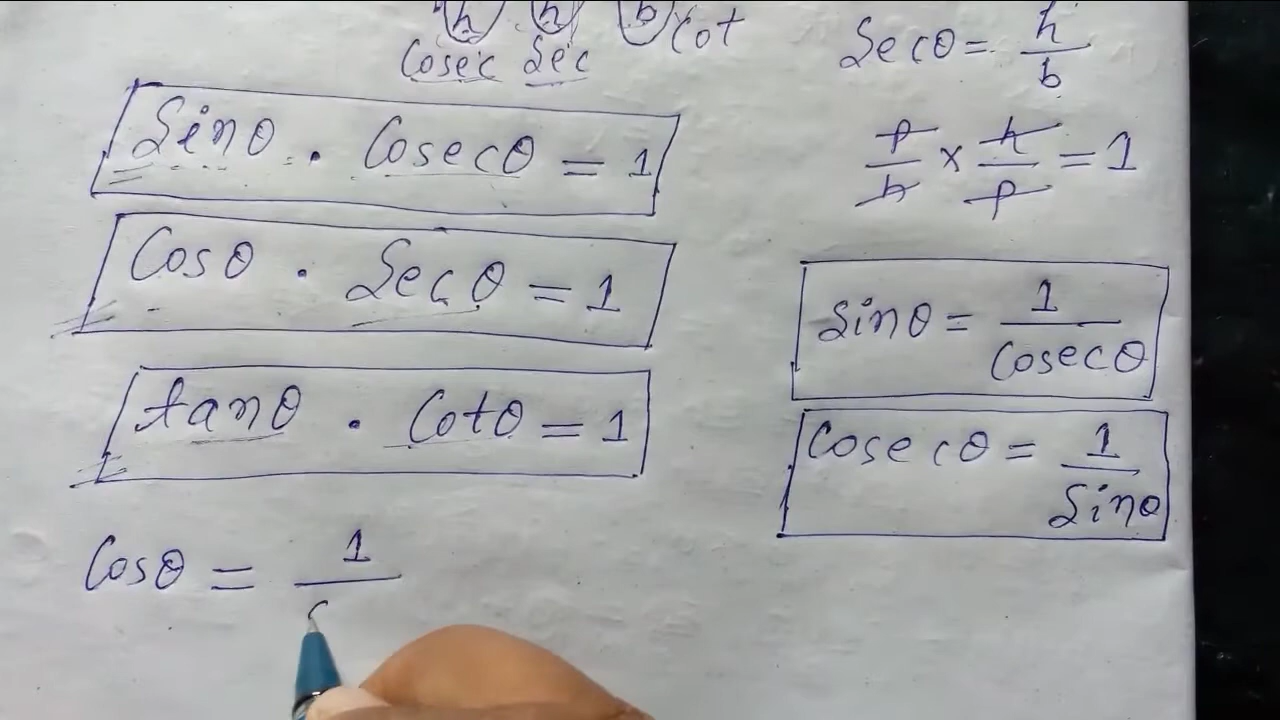 h h b cot
Cosec Sec
Sinθ . Cosecθ = 1
Cosθ . Secθ = 1
tanθ . Cotθ = 1
Cosθ = 1/
Secθ = h/b
p/h × h/p = 1
Sinθ = 1/Cosecθ
Cosecθ = 1/Sinθ